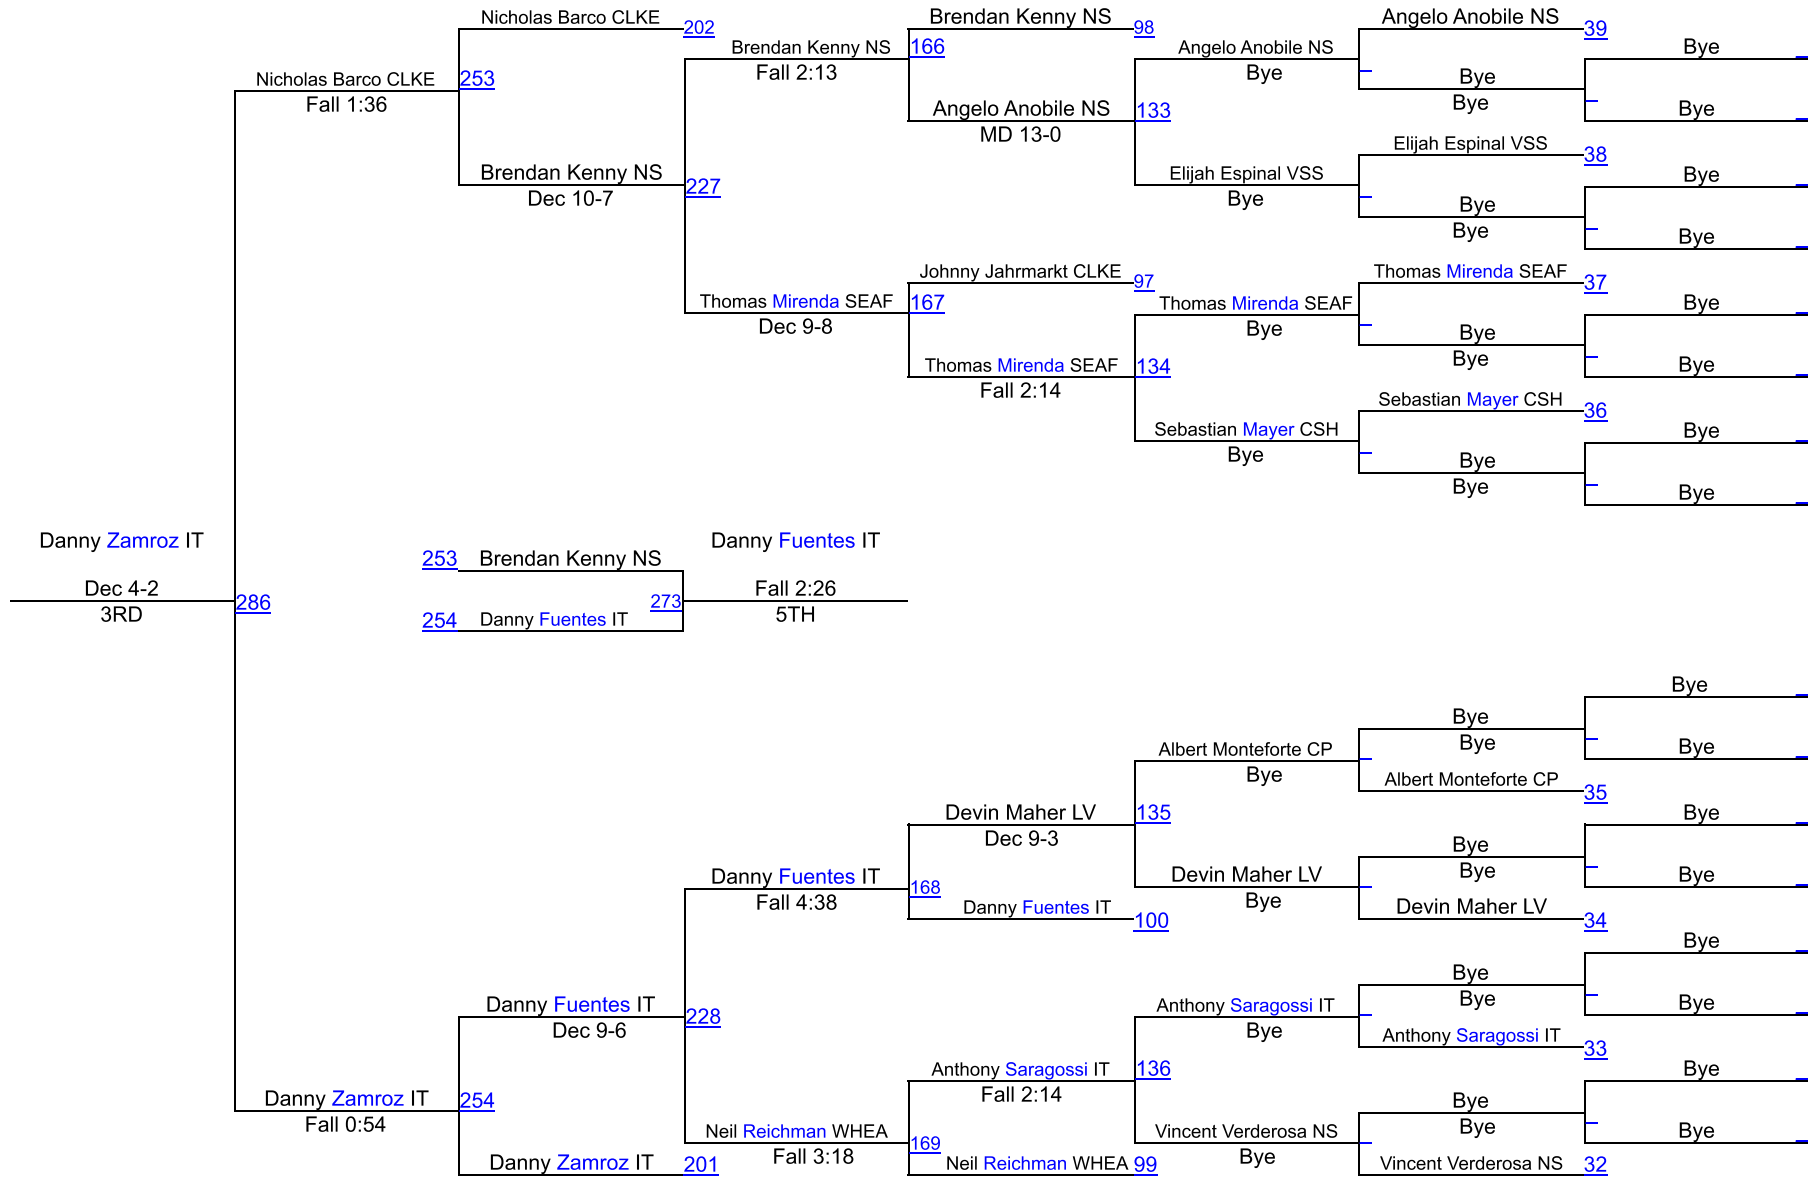 Nicholas Barco CLKE
202
Brendan Kenny NS
98
Angelo Anobile NS
39
Brendan Kenny NS
166
Angelo Anobile NS
Bye
Fall 2:13
Bye
Nicholas Barco CLKE
253
Bye
Fall 1:36
Bye
Angelo Anobile NS
133
Bye
MD 13-0
Elijah Espinal VSS
38
Brendan Kenny NS
227
Elijah Espinal VSS
Bye
Dec 10-7
Bye
Bye
Bye
Bye
Johnny Jahrmarkt CLKE
97
Thomas Mirenda SEAF
37
Thomas Mirenda SEAF
167
Thomas Mirenda SEAF
Bye
Dec 9-8
Bye
Bye
Bye
Thomas Mirenda SEAF
134
Bye
Fall 2:14
Sebastian Mayer CSH
36
Sebastian Mayer CSH
Bye
Bye
Bye
Bye
Bye
Danny Zamroz IT
Danny Fuentes IT
253
Brendan Kenny NS
Dec 4-2
Fall 2:26
3RD
286
273
5TH
254
Danny Fuentes IT
Bye
Bye
Albert Monteforte CP
Bye
Bye
Bye
Albert Monteforte CP
35
Devin Maher LV
135
Bye
Dec 9-3
Bye
Danny Fuentes IT
168
Devin Maher LV
Bye
Bye
Fall 4:38
Bye
Danny Fuentes IT
100
Devin Maher LV
34
Bye
Bye
Danny Fuentes IT
228
Anthony Saragossi IT
Bye
Bye
Dec 9-6
Bye
Anthony Saragossi IT
33
Anthony Saragossi IT
136
Bye
Fall 2:14
Danny Zamroz IT
254
Bye
Fall 0:54
Bye
Neil Reichman WHEA
169
Vincent Verderosa NS
Bye
Fall 3:18
Bye
Danny Zamroz IT
201
Neil Reichman WHEA
99
Vincent Verderosa NS
32